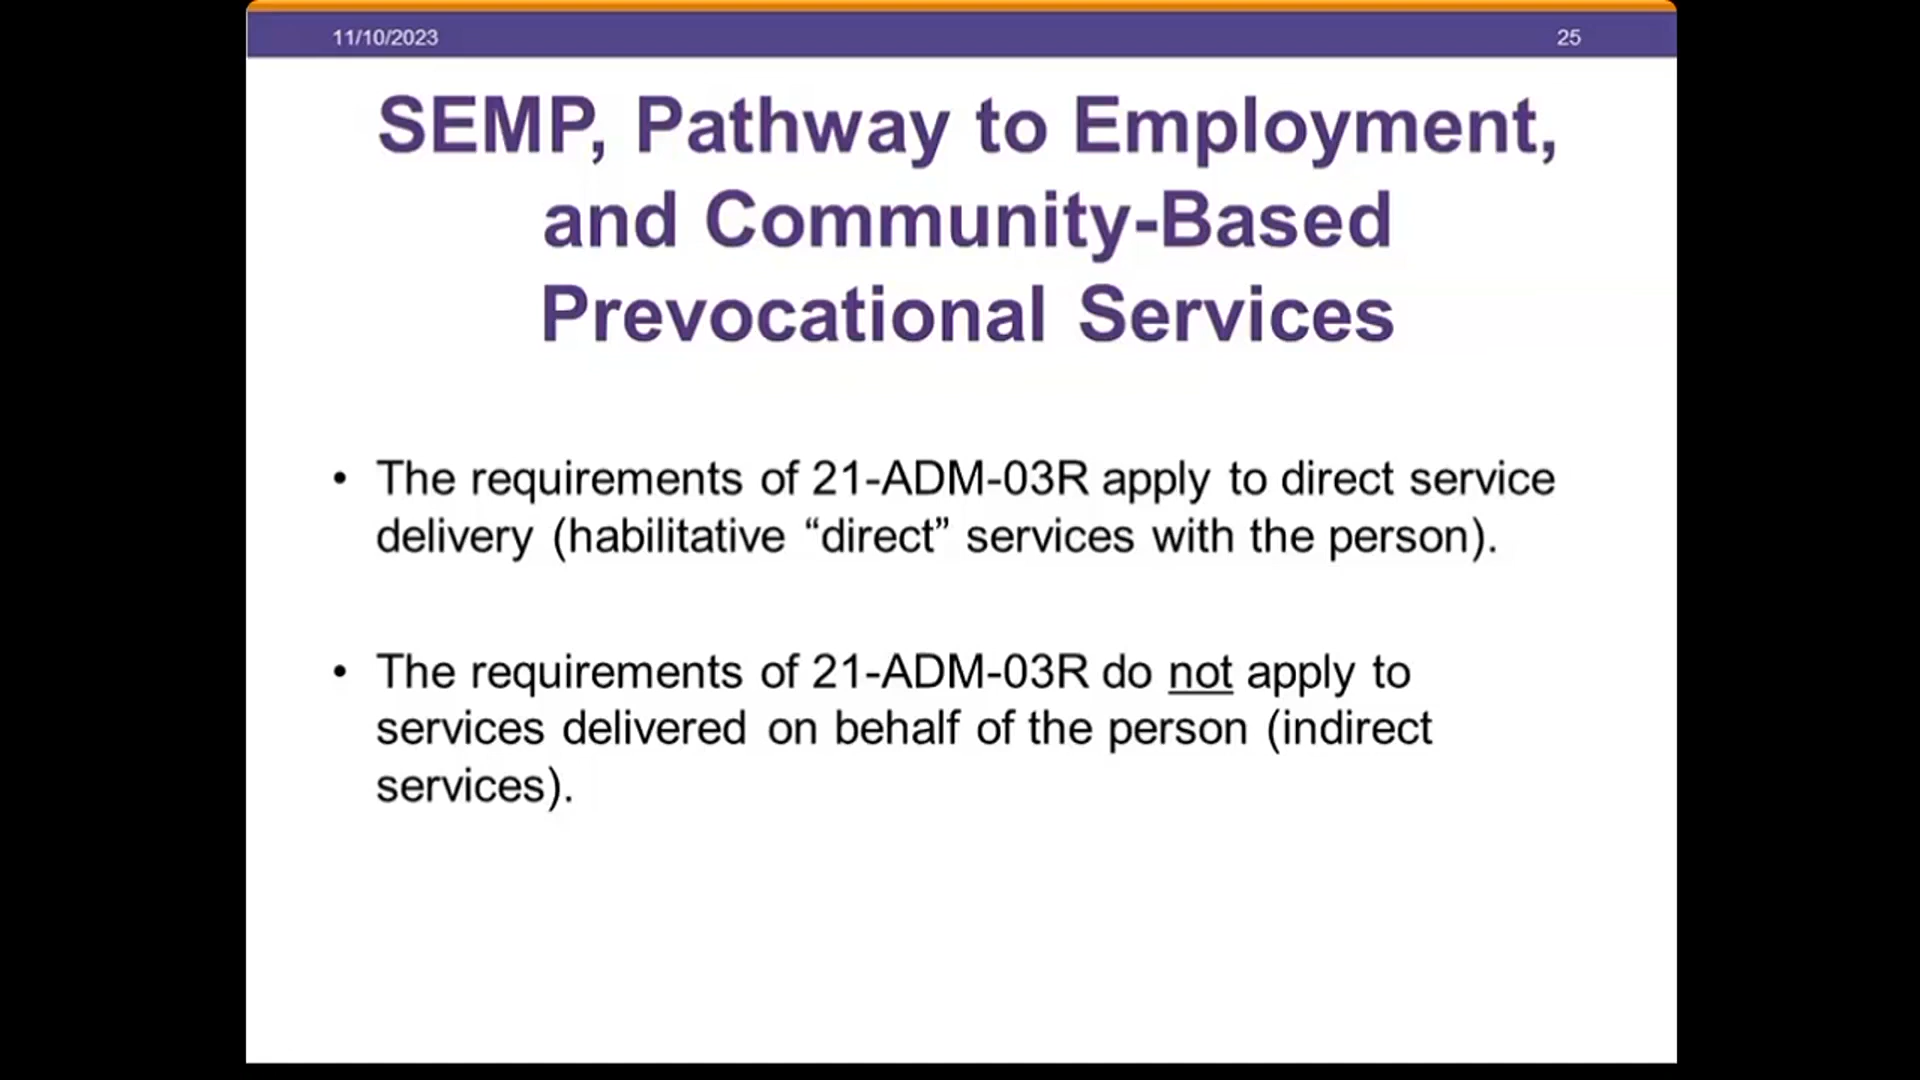 11/10/2023
25
SEMP, Pathway to Employment,
and Community-Based
Prevocational Services
• The requirements of 21-ADM-03R apply to direct service
delivery (habilitative “direct” services with the person).
• The requirements of 21-ADM-03R do not apply to
services delivered on behalf of the person (indirect
services).